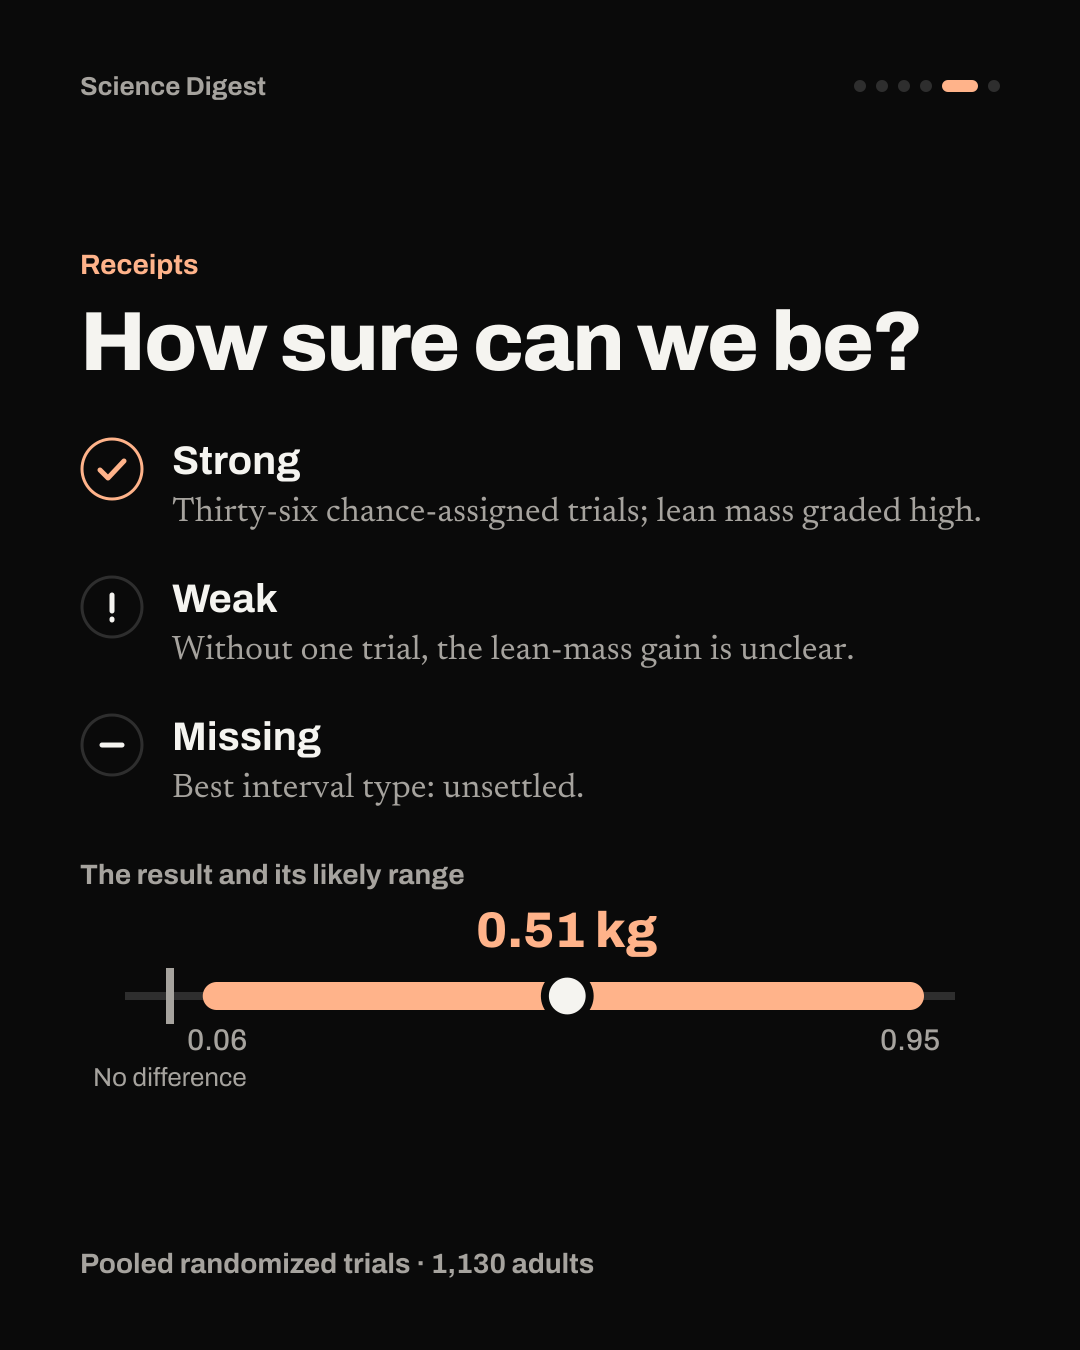 Science Digest
Receipts
How sure can we be?
Strong
Thirty-six chance-assigned trials; lean mass graded high.
Weak
Without one trial, the lean-mass gain is unclear.
Missing
Best interval type: unsettled.
The result and its likely range
0.51 kg
0.06
0.95
No difference
Pooled randomized trials · 1,130 adults